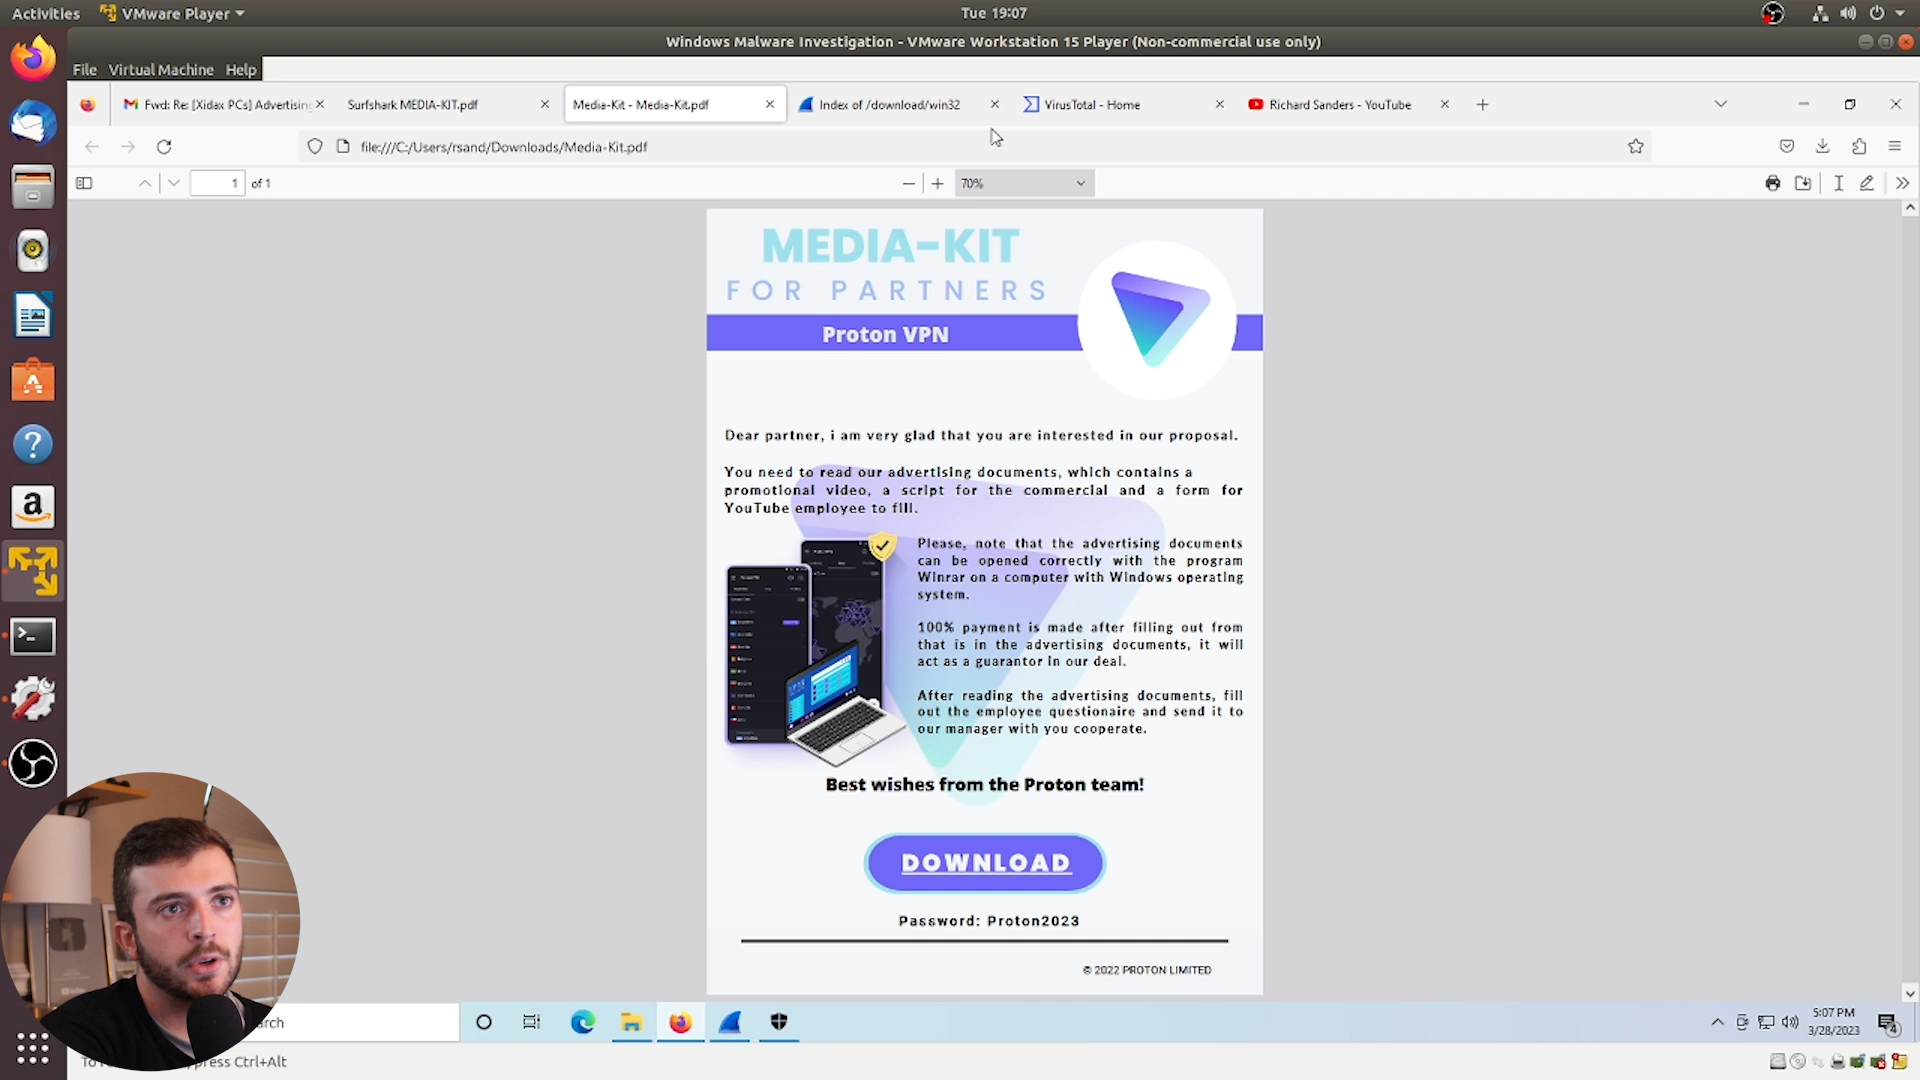 Activities
VMware Player
Tue 19:07
Windows Malware Investigation - VMware Workstation 15 Player (Non-commercial use only)
File Virtual Machine Help
Fwd: Re: [Xidax PCs] Advertising
Surfshark MEDIA-KIT.pdf
Media-Kit - Media-Kit.pdf
Index of /download/win32
VirusTotal - Home
Richard Sanders - YouTube
file:///C:/Users/rsand/Downloads/Media-Kit.pdf
1 of 1
70%
MEDIA-KIT
FOR PARTNERS
Proton VPN
Dear partner, i am very glad that you are interested in our proposal.
You need to read our advertising documents, which contains a
promotional video, a script for the commercial and a form for
YouTube employee to fill.
Please, note that the advertising documents
can be opened correctly with the program
Winrar on a computer with Windows operating
system.
100% payment is made after filling out from
that is in the advertising documents, it will
act as a guarantor in our deal.
After reading the advertising documents, fill
out the employee questionaire and send it to
our manager with you cooperate.
Best wishes from the Proton team!
DOWNLOAD
Password: Proton2023
© 2022 PROTON LIMITED
arch
5:07 PM
3/28/2023
4
press Ctrl+Alt